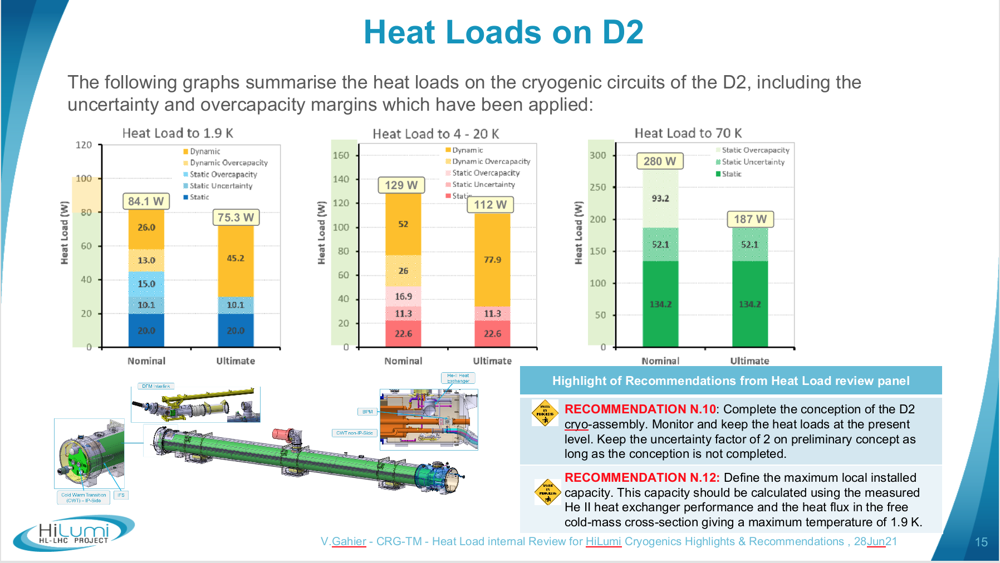 Heat Loads on D2
The following graphs summarise the heat loads on the cryogenic circuits of the D2, including the
uncertainty and overcapacity margins which have been applied:
Heat Load to 1.9 K
Heat Load (W)
120
100
80
60
40
20
0
Dynamic
Dynamic Overcapacity
Static Overcapacity
Static Uncertainty
Static
84.1 W
26.0
13.0
15.0
10.1
20.0
75.3 W
45.2
10.1
20.0
Nominal
Ultimate
Heat Load to 4 - 20 K
Heat Load (W)
160
140
120
100
80
60
40
20
0
Dynamic
Dynamic Overcapacity
Static Overcapacity
Static Uncertainty
Static
129 W
52
26
16.9
11.3
22.6
112 W
77.9
11.3
22.6
Nominal
Ultimate
Heat Load to 70 K
Heat Load (W)
300
250
200
150
100
50
0
Static Overcapacity
Static Uncertainty
Static
280 W
93.2
52.1
134.2
187 W
52.1
134.2
Nominal
Ultimate
DFM Interlink
He-II Heat
Exchanger
BPM
CWT non-IP-Side
Cold Warm Transition
(CWT) – IP-Side
IFS
Highlight of Recommendations from Heat Load review panel
WORK
IN
PROGRESS
RECOMMENDATION N.10: Complete the conception of the D2
cryo-assembly. Monitor and keep the heat loads at the present
level. Keep the uncertainty factor of 2 on preliminary concept as
long as the conception is not completed.
WORK
IN
PROGRESS
RECOMMENDATION N.12: Define the maximum local installed
capacity. This capacity should be calculated using the measured
He II heat exchanger performance and the heat flux in the free
cold-mass cross-section giving a maximum temperature of 1.9 K.
HiLumi
HL-LHC PROJECT
V.Gahier - CRG-TM - Heat Load internal Review for HiLumi Cryogenics Highlights & Recommendations , 28Jun21
15